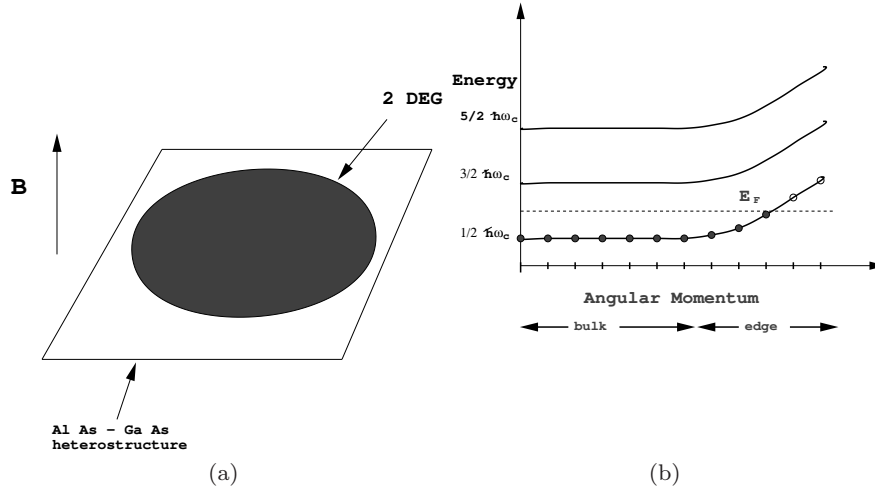 2 DEG
B
Al As – Ga As
heterostructure
(a)
Energy
5/2 ħω_c
3/2 ħω_c
E_F
1/2 ħω_c
Angular Momentum
bulk
edge
(b)